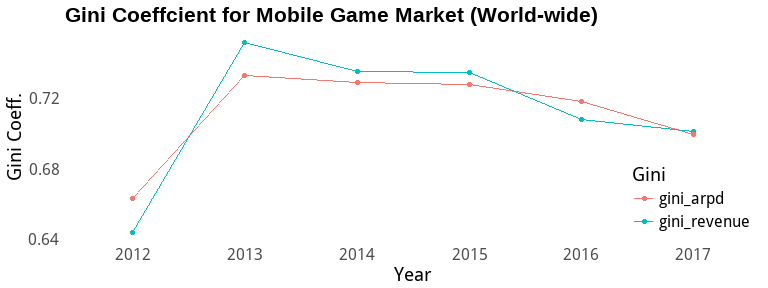 Gini Coeffcient for Mobile Game Market (World-wide)
Gini Coeff.
0.72
0.68
0.64
2012 2013 2014 2015 2016 2017
Year
Gini
gini_arpd
gini_revenue